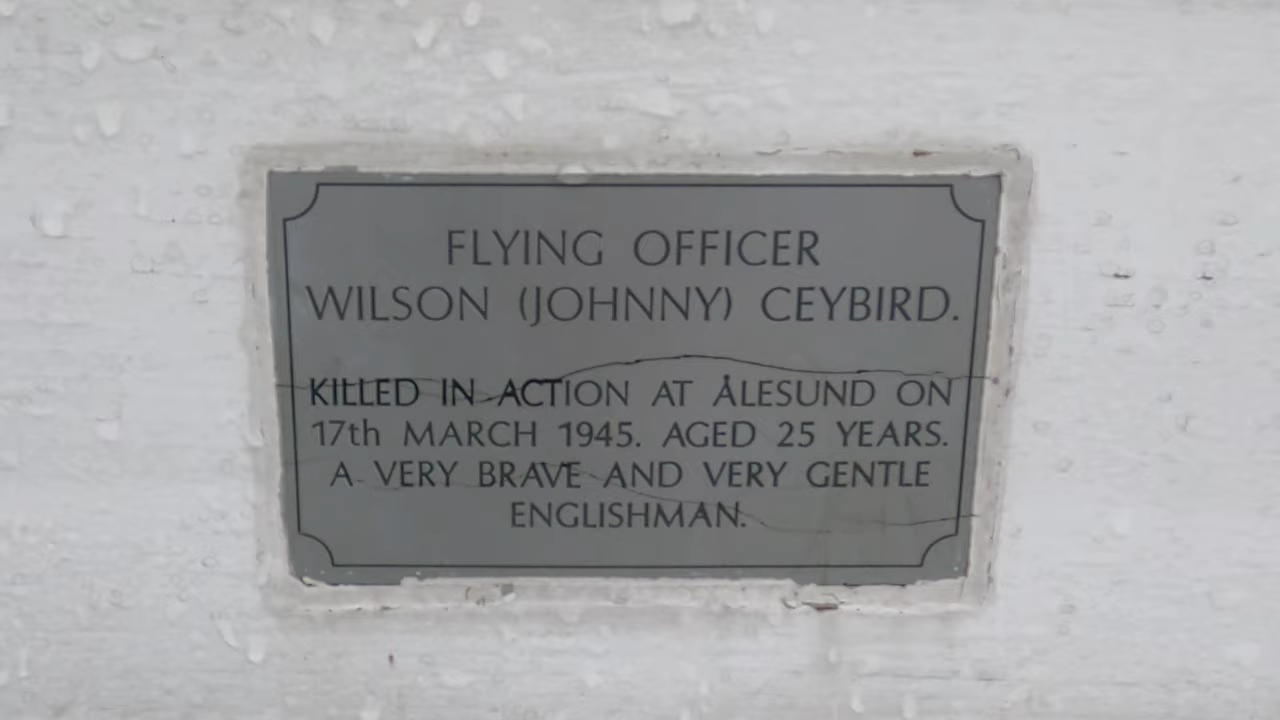 FLYING OFFICER
WILSON (JOHNNY) CEYBIRD.
KILLED IN ACTION AT ÅLESUND ON
17th MARCH 1945. AGED 25 YEARS.
A VERY BRAVE AND VERY GENTLE
ENGLISHMAN.